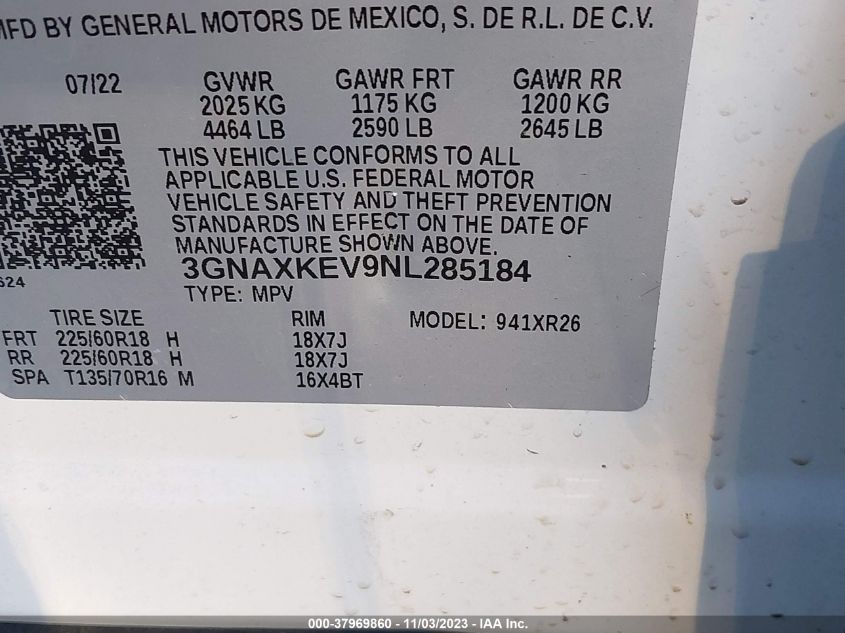 MFD BY GENERAL MOTORS DE MEXICO, S. DE R.L. DE C.V.
07/22 GVWR GAWR FRT GAWR RR
2025 KG 1175 KG 1200 KG
4464 LB 2590 LB 2645 LB
THIS VEHICLE CONFORMS TO ALL
APPLICABLE U.S. FEDERAL MOTOR
VEHICLE SAFETY AND THEFT PREVENTION
STANDARDS IN EFFECT ON THE DATE OF
MANUFACTURE SHOWN ABOVE.
3GNAXKEV9NL285184
624
TYPE: MPV
TIRE SIZE RIM MODEL: 941XR26
FRT 225/60R18 H 18X7J
RR 225/60R18 H 18X7J
SPA T135/70R16 M 16X4BT
000-37969860 - 11/03/2023 - IAA Inc.